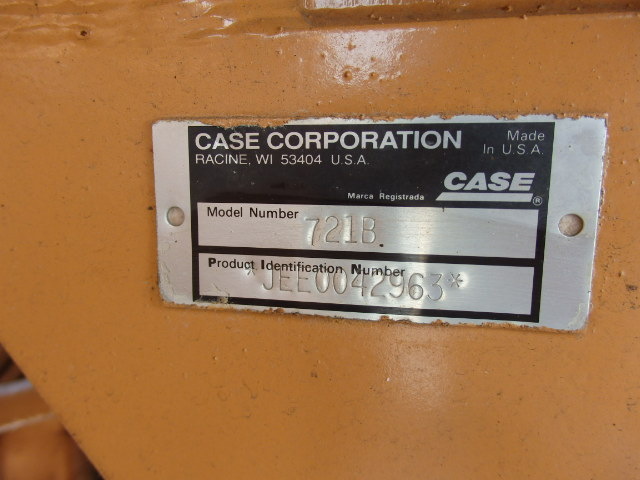 CASE CORPORATION
RACINE, WI 53404 U.S.A.
Made
In U.S.A.
Marca Registrada
CASE®
Model Number
721B
Product Identification Number
*JEE0042963*